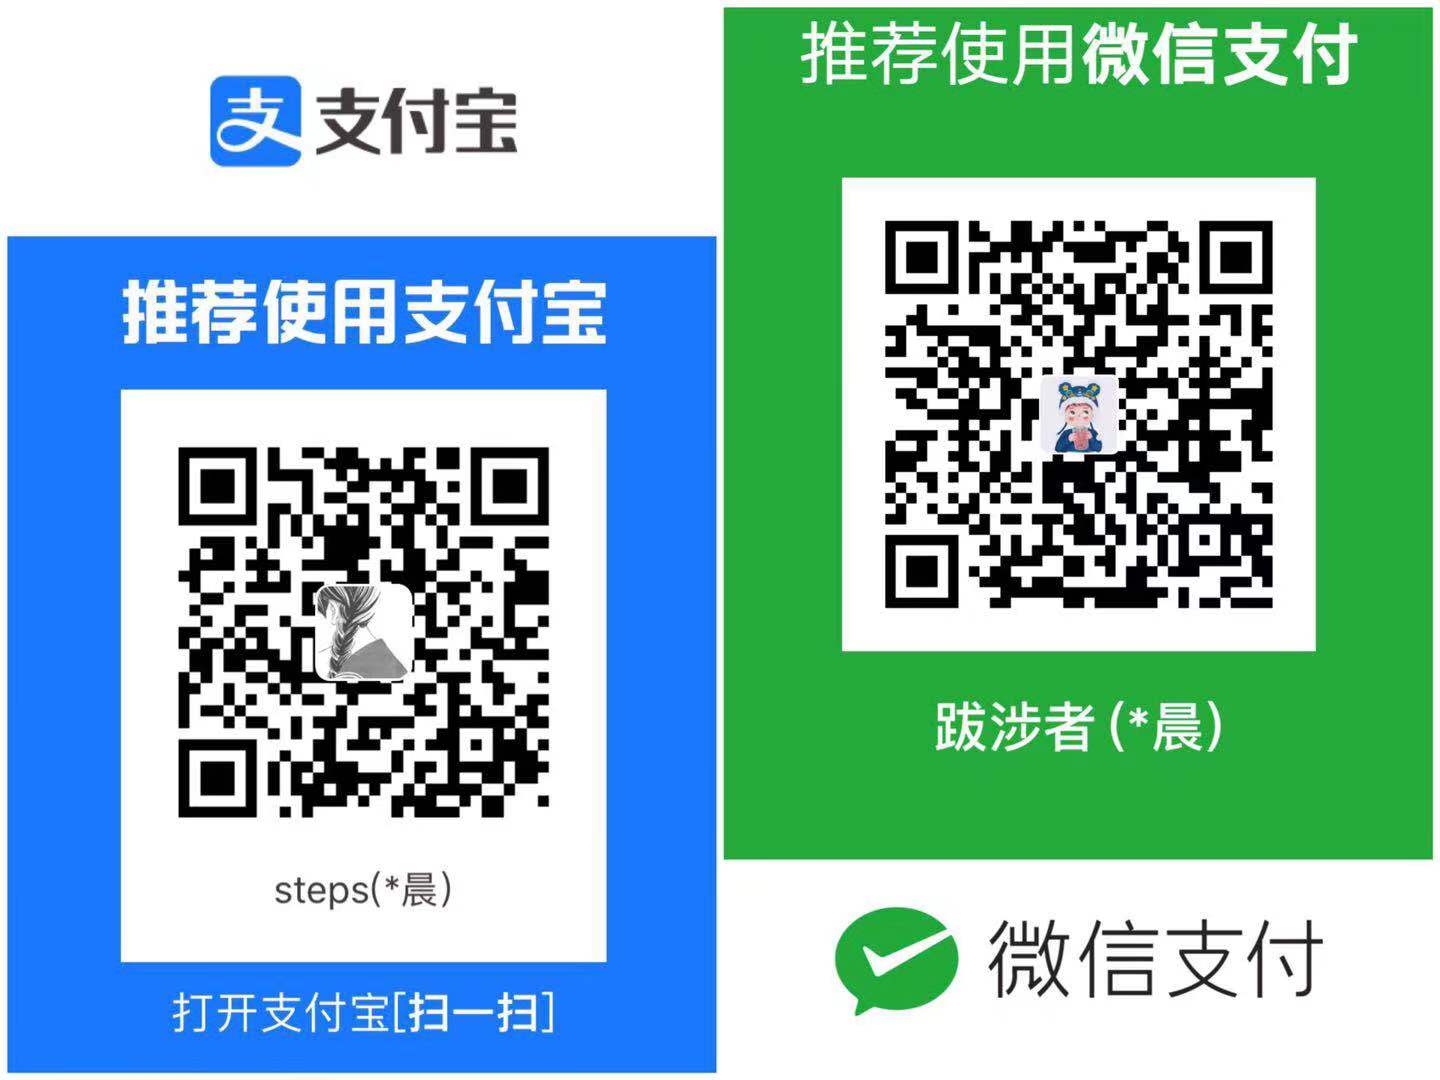 支付宝
推荐使用支付宝
steps(*晨)
打开支付宝[扫一扫]
推荐使用微信支付
跋涉者(*晨)
微信支付